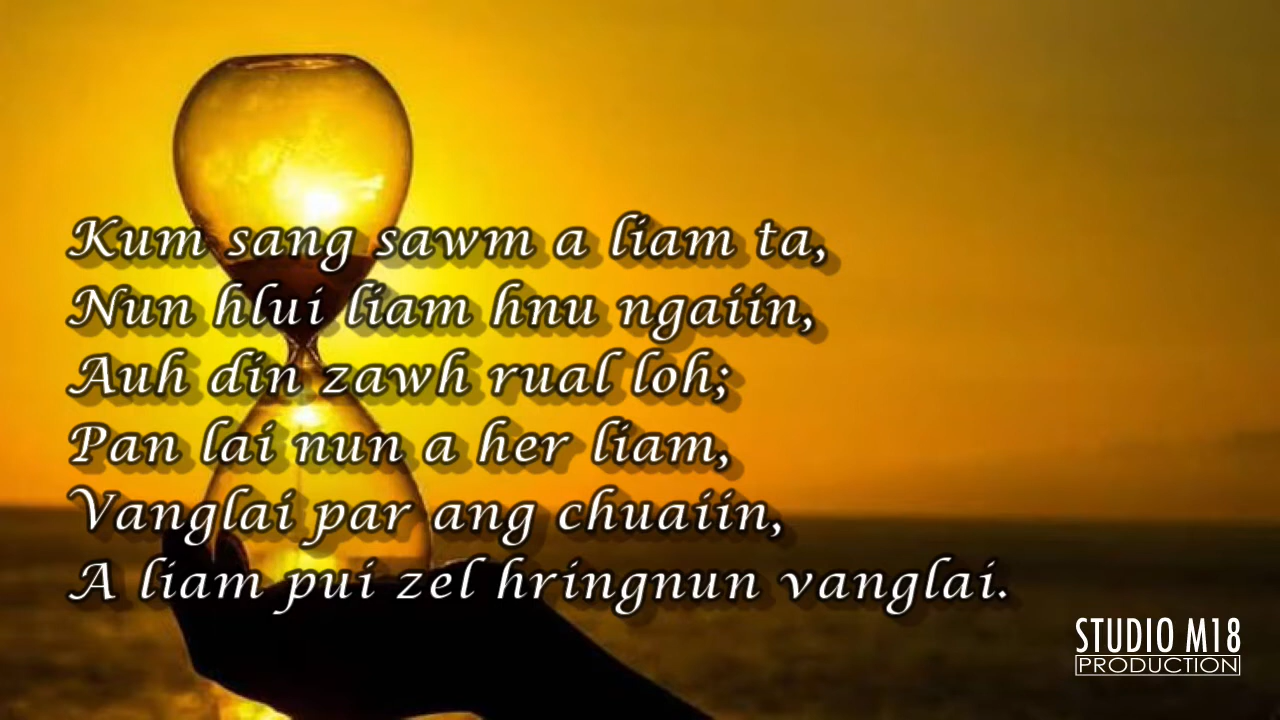 Kum sang sawm a liam ta,
Nun hlui liam hnu ngaiin,
Auh din zawh rual loh;
Pan lai nun a her liam,
Vanglai par ang chuaiin,
A liam pui zel hringnun vanglai.
STUDIO M18
PRODUCTION